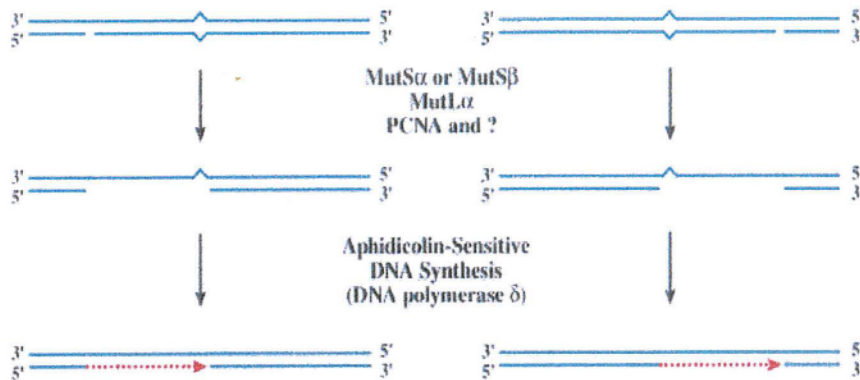 3' 5' 3' 5'
5' 3' 5' 3
MutSα or MutSβ
MutLα
PCNA and ?
3' 5' 3' 5
5' 3' 5' 3
Aphidicolin-Sensitive
DNA Synthesis
(DNA polymerase δ)
3' 5' 3' 5
5' 3' 5' 3